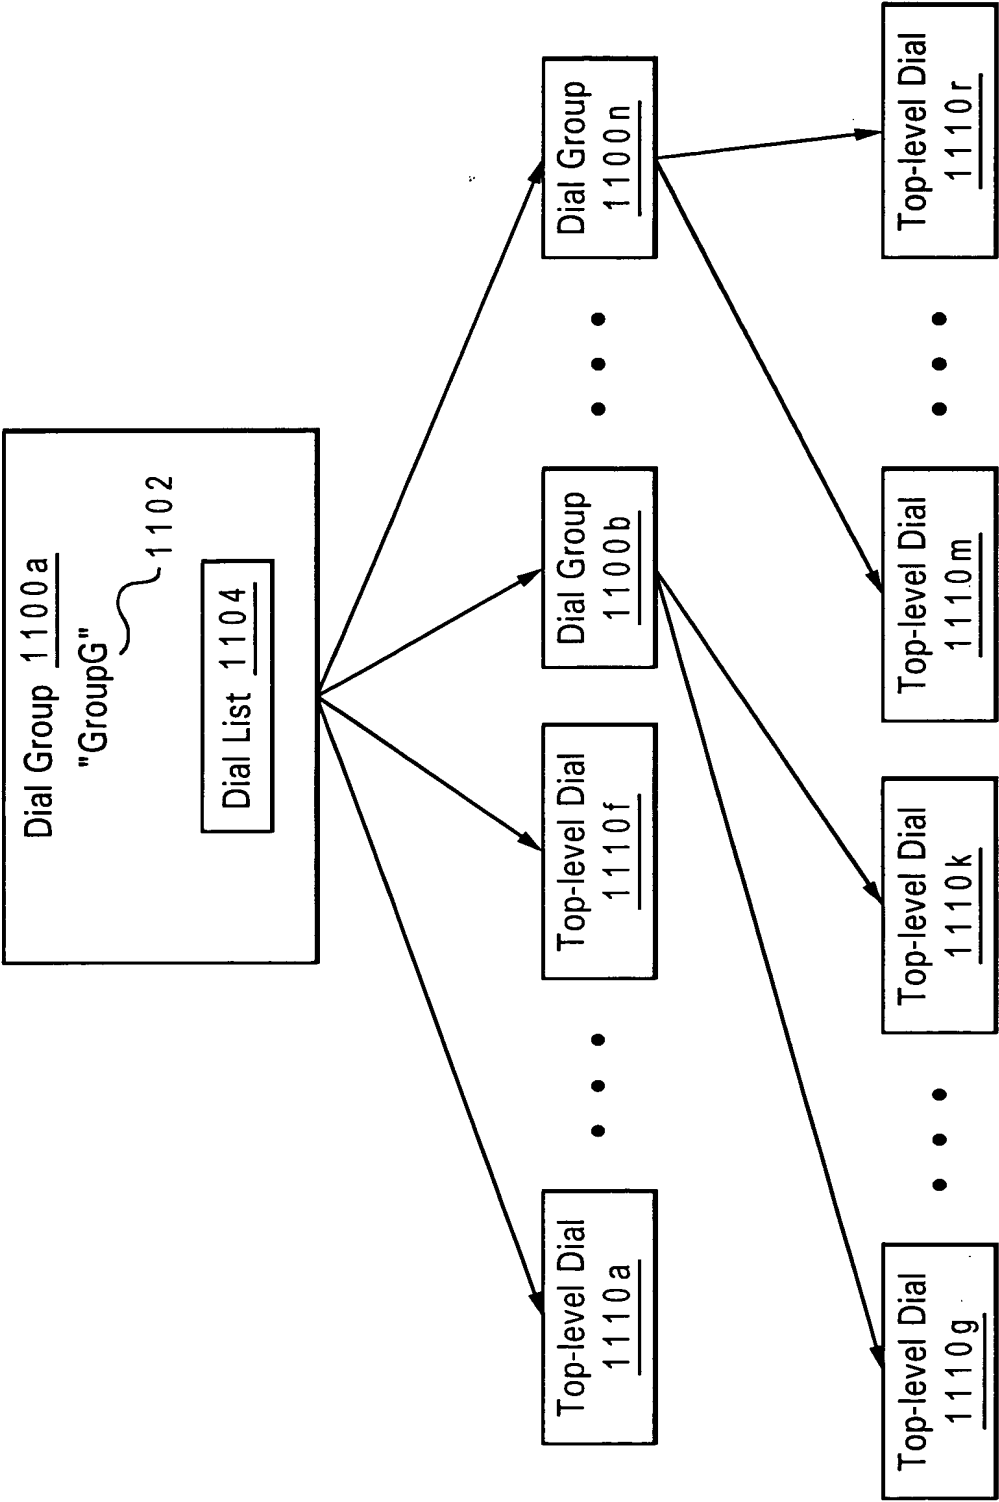 Dial Group 1100a
"GroupG"
1102
Dial List 1104
Top-level Dial
1110a
Top-level Dial
1110f
Dial Group
1100b
Dial Group
1100n
Top-level Dial
1110g
Top-level Dial
1110k
Top-level Dial
1110m
Top-level Dial
1110r